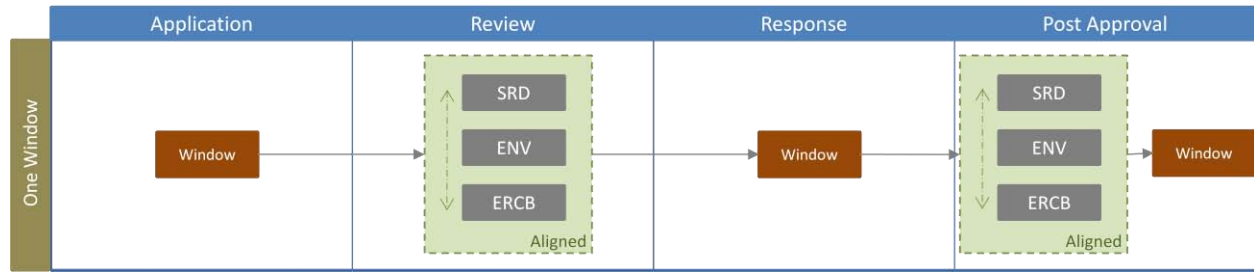 Application
Review
Response
Post Approval
One Window
Window
SRD
ENV
ERCB
Aligned
Window
SRD
ENV
ERCB
Aligned
Window